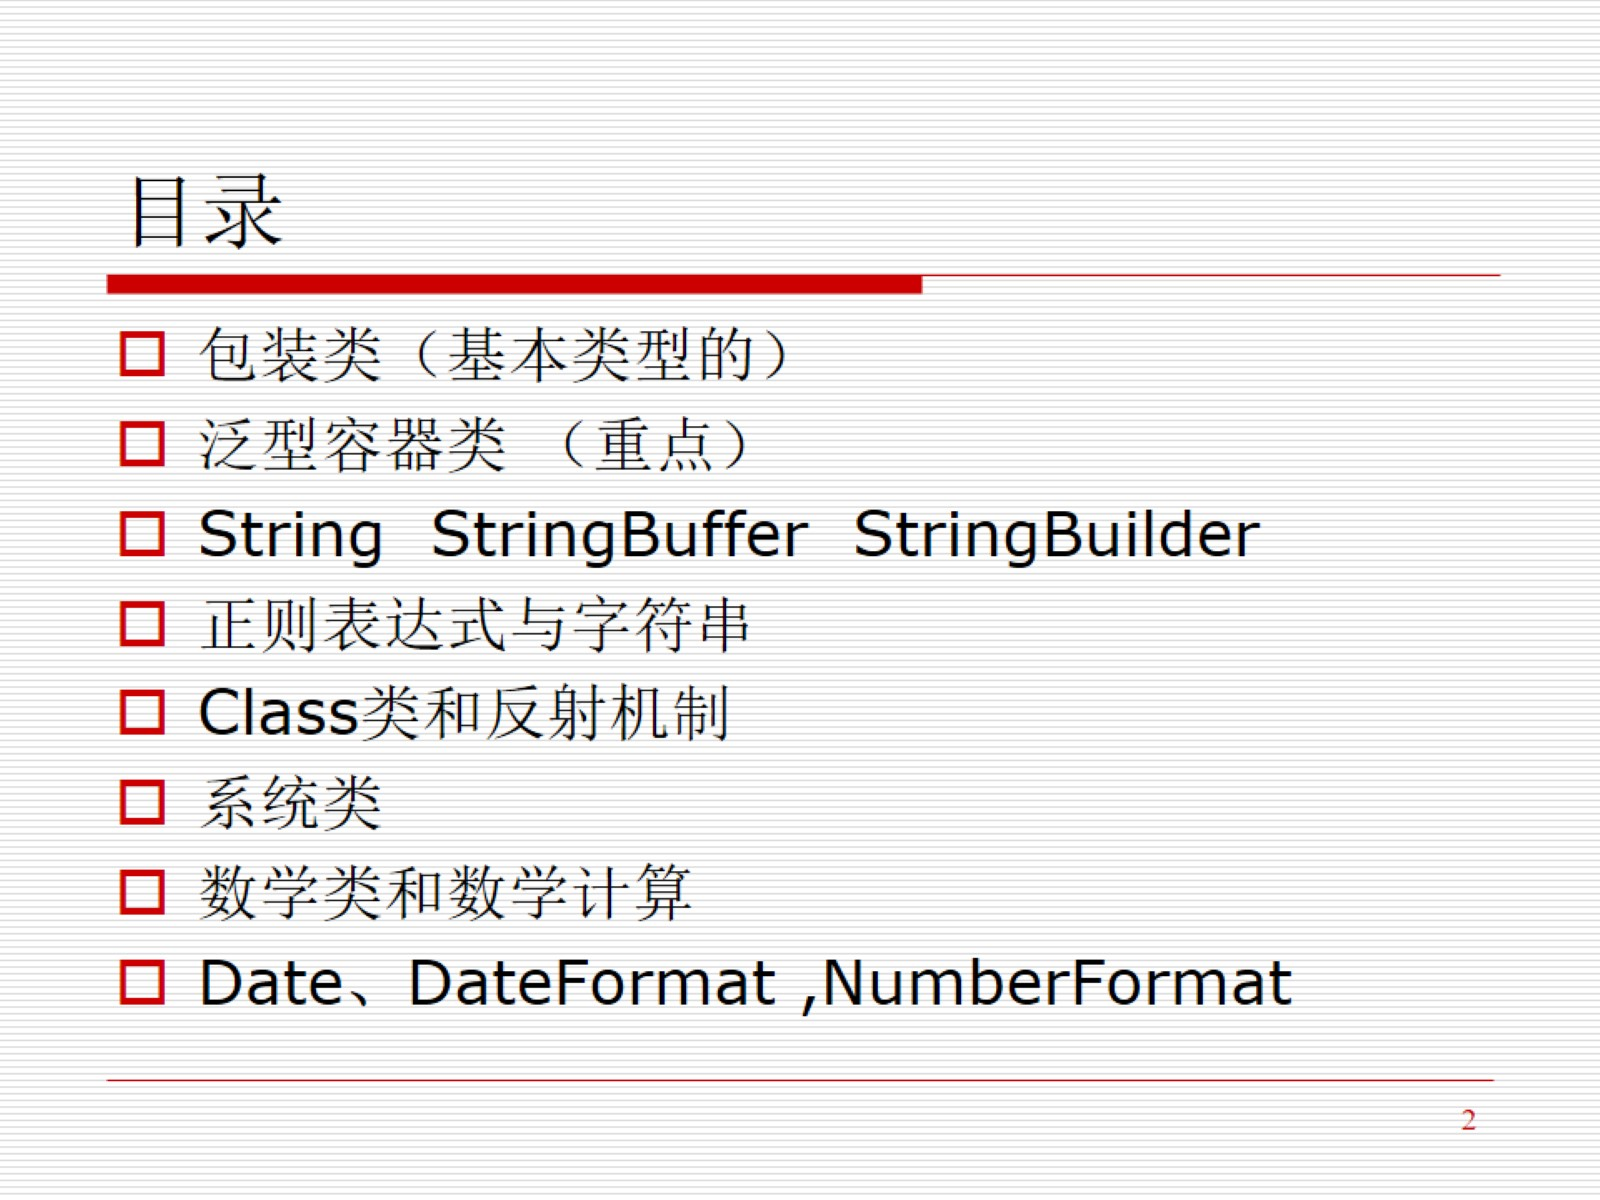 目录
包装类（基本类型的）
泛型容器类 （重点）
String  StringBuffer  StringBuilder
正则表达式与字符串
Class类和反射机制
系统类
数学类和数学计算
Date、DateFormat ,NumberFormat
2